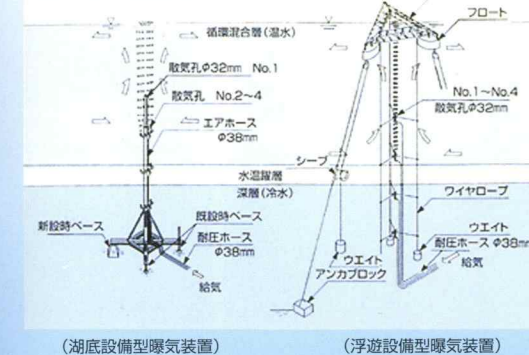 フロート
循環混合層(温水)
散気孔Φ32mm No.1
散気孔 No.2~4
エアホース
Φ38mm
No.1~No.4
散気孔Φ32mm
シーブ
水温躍層
深層(冷水)
ワイヤロープ
新設時ベース
既設時ベース
耐圧ホース
Φ38mm
給気
ウエイト
アンカブロック
ウエイト
耐圧ホース Φ38mm
給気
(湖底設備型曝気装置)
(浮遊設備型曝気装置)